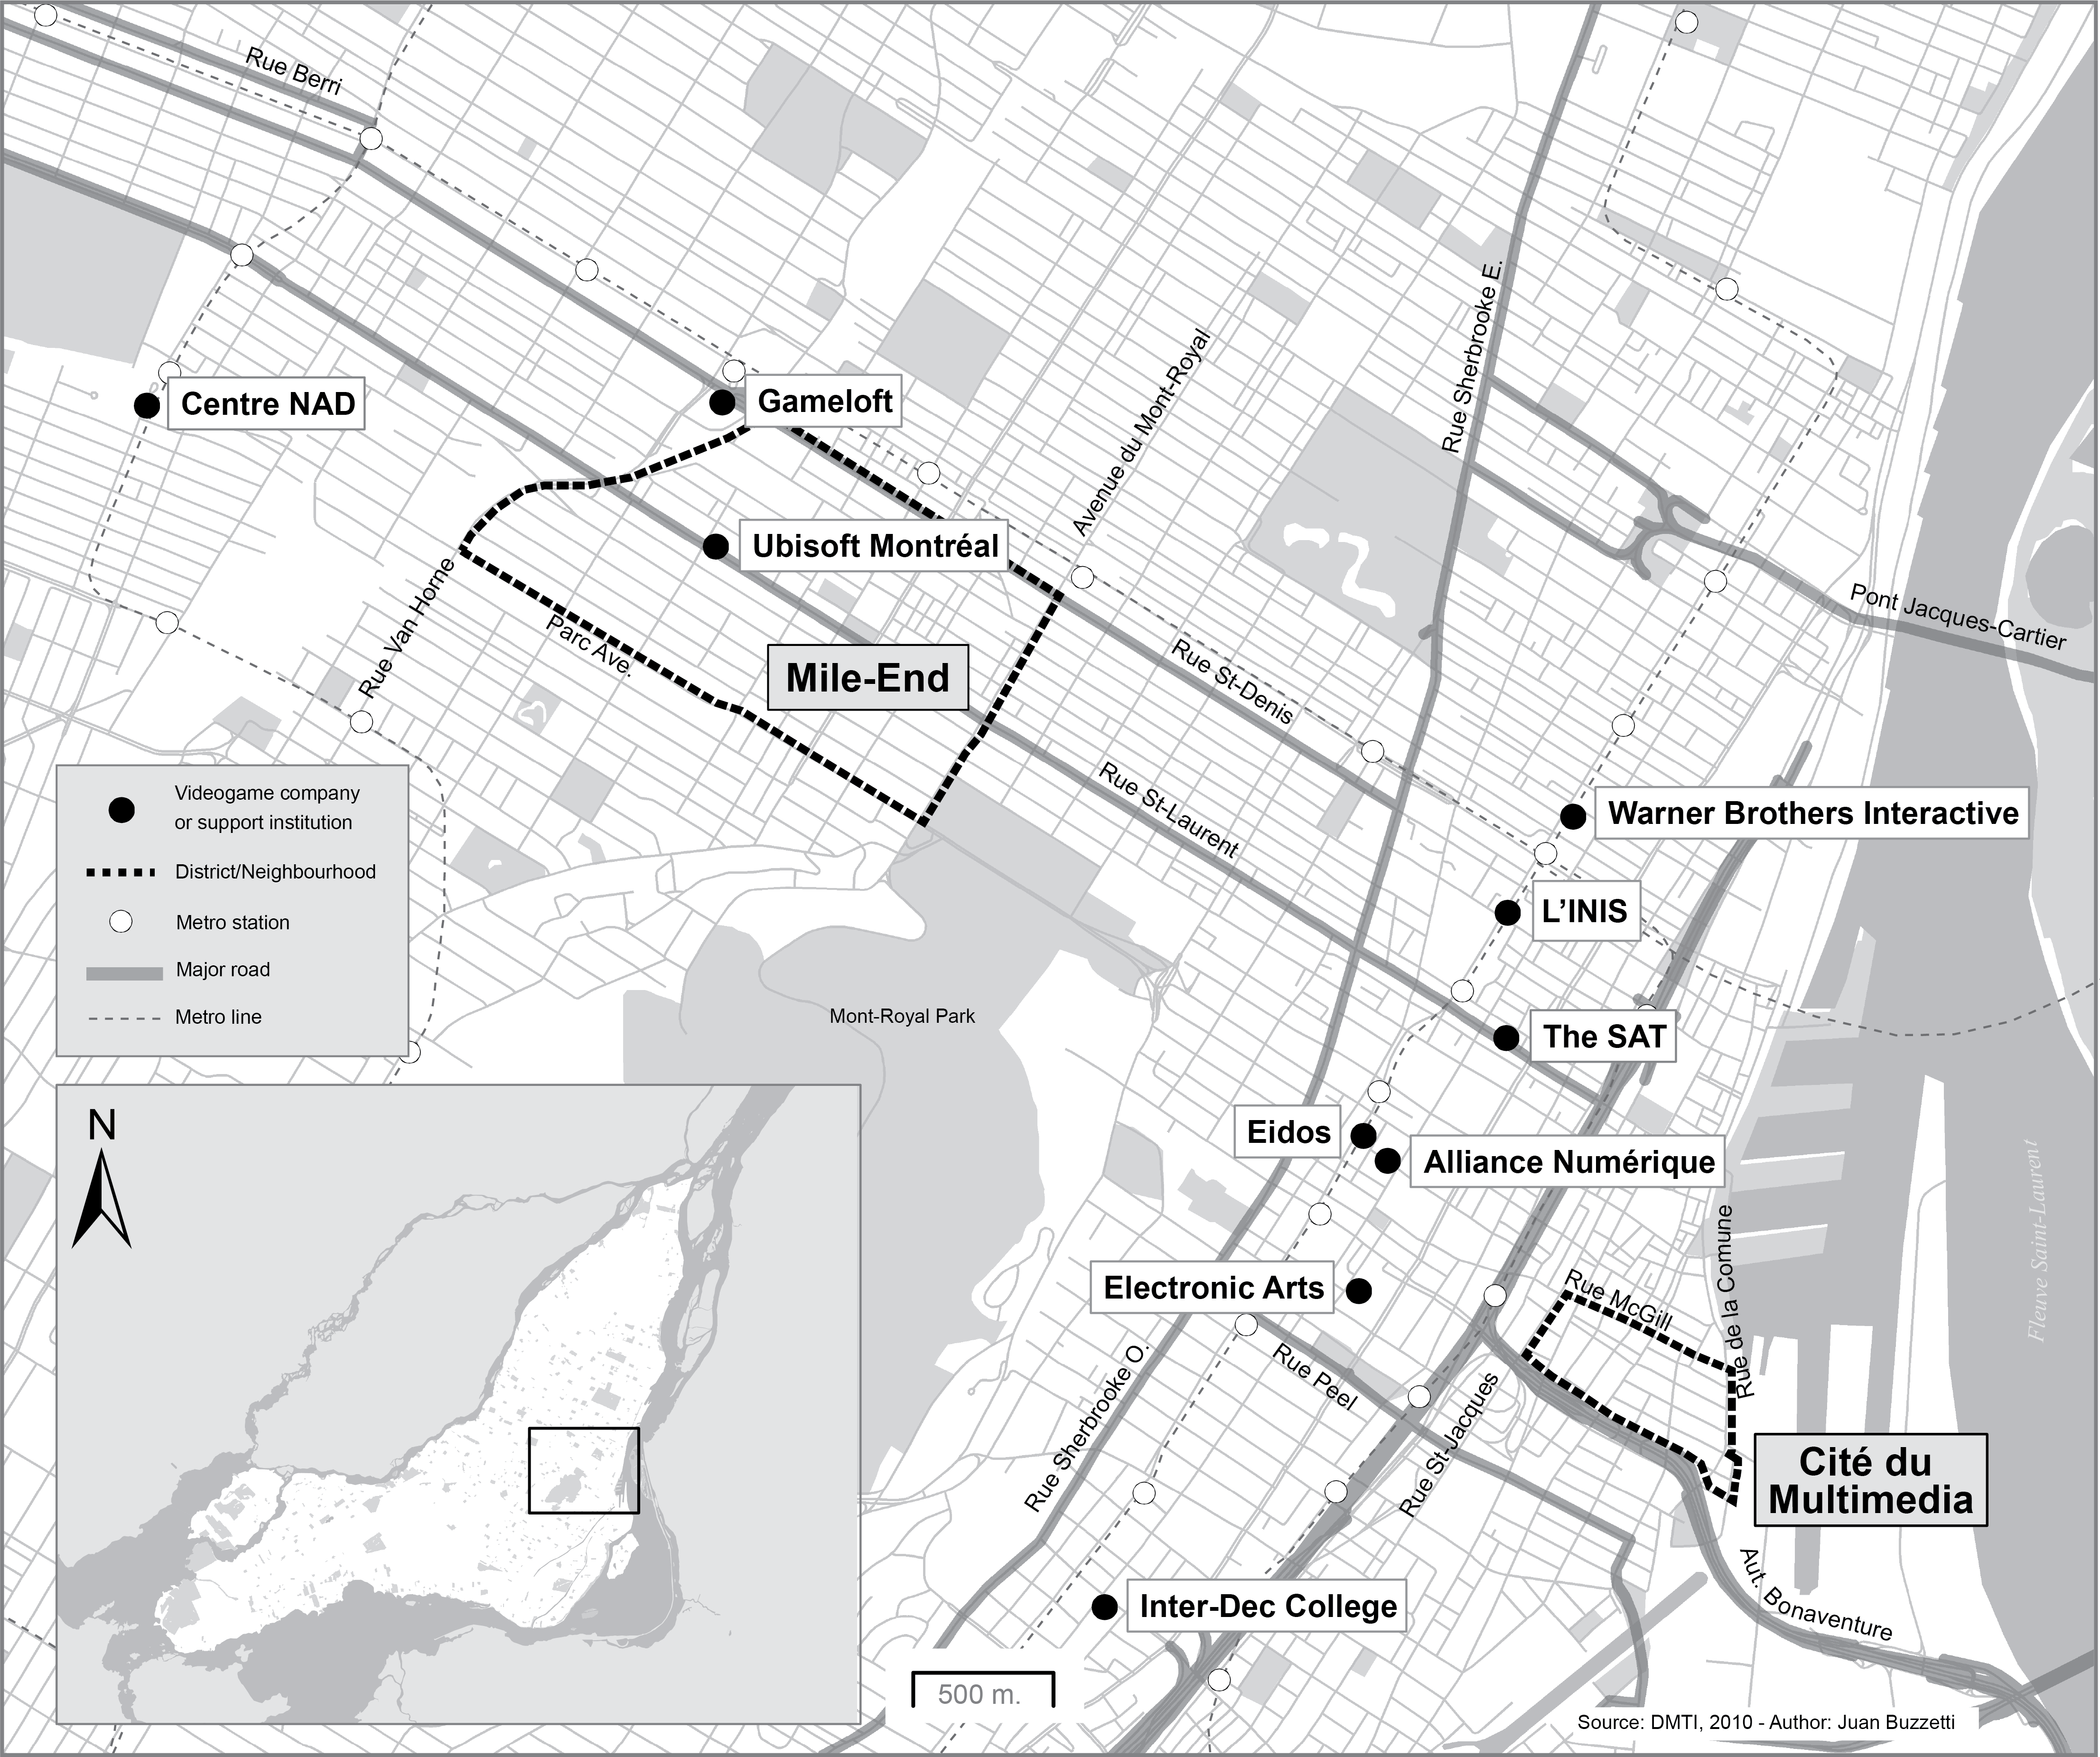 Rue Berri
Centre NAD
Gameloft
Avenue du Mont-Royal
Rue Sherbrooke E.
Ubisoft Montréal
Rue Van Horne
Parc Ave.
Mile-End
Rue St-Denis
Pont Jacques-Cartier
Rue St-Laurent
Videogame company
or support institution
District/Neighbourhood
Metro station
Major road
Metro line
Warner Brothers Interactive
L'INIS
Mont-Royal Park
The SAT
Eidos
Alliance Numérique
Fleuve Saint-Laurent
N
Electronic Arts
Rue McGill
Rue de la Comune
Rue Peel
Rue Sherbrooke O.
Rue St-Jacques
Cité du
Multimedia
Aut. Bonaventure
Inter-Dec College
500 m.
Source: DMTI, 2010 - Author: Juan Buzzetti